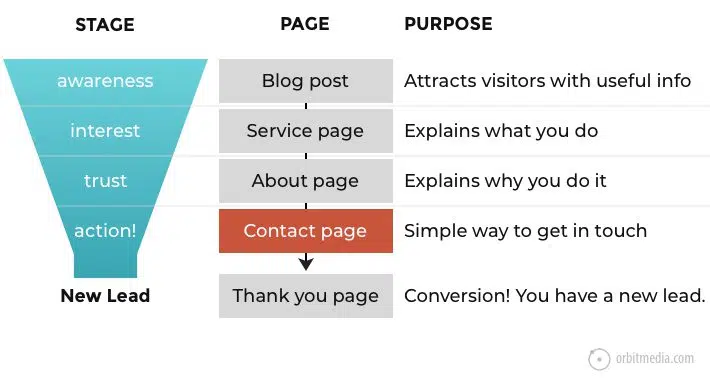 STAGE PAGE PURPOSE
awareness Blog post Attracts visitors with useful info
interest Service page Explains what you do
trust About page Explains why you do it
action! Contact page Simple way to get in touch
New Lead Thank you page Conversion! You have a new lead.
orbitmedia.com